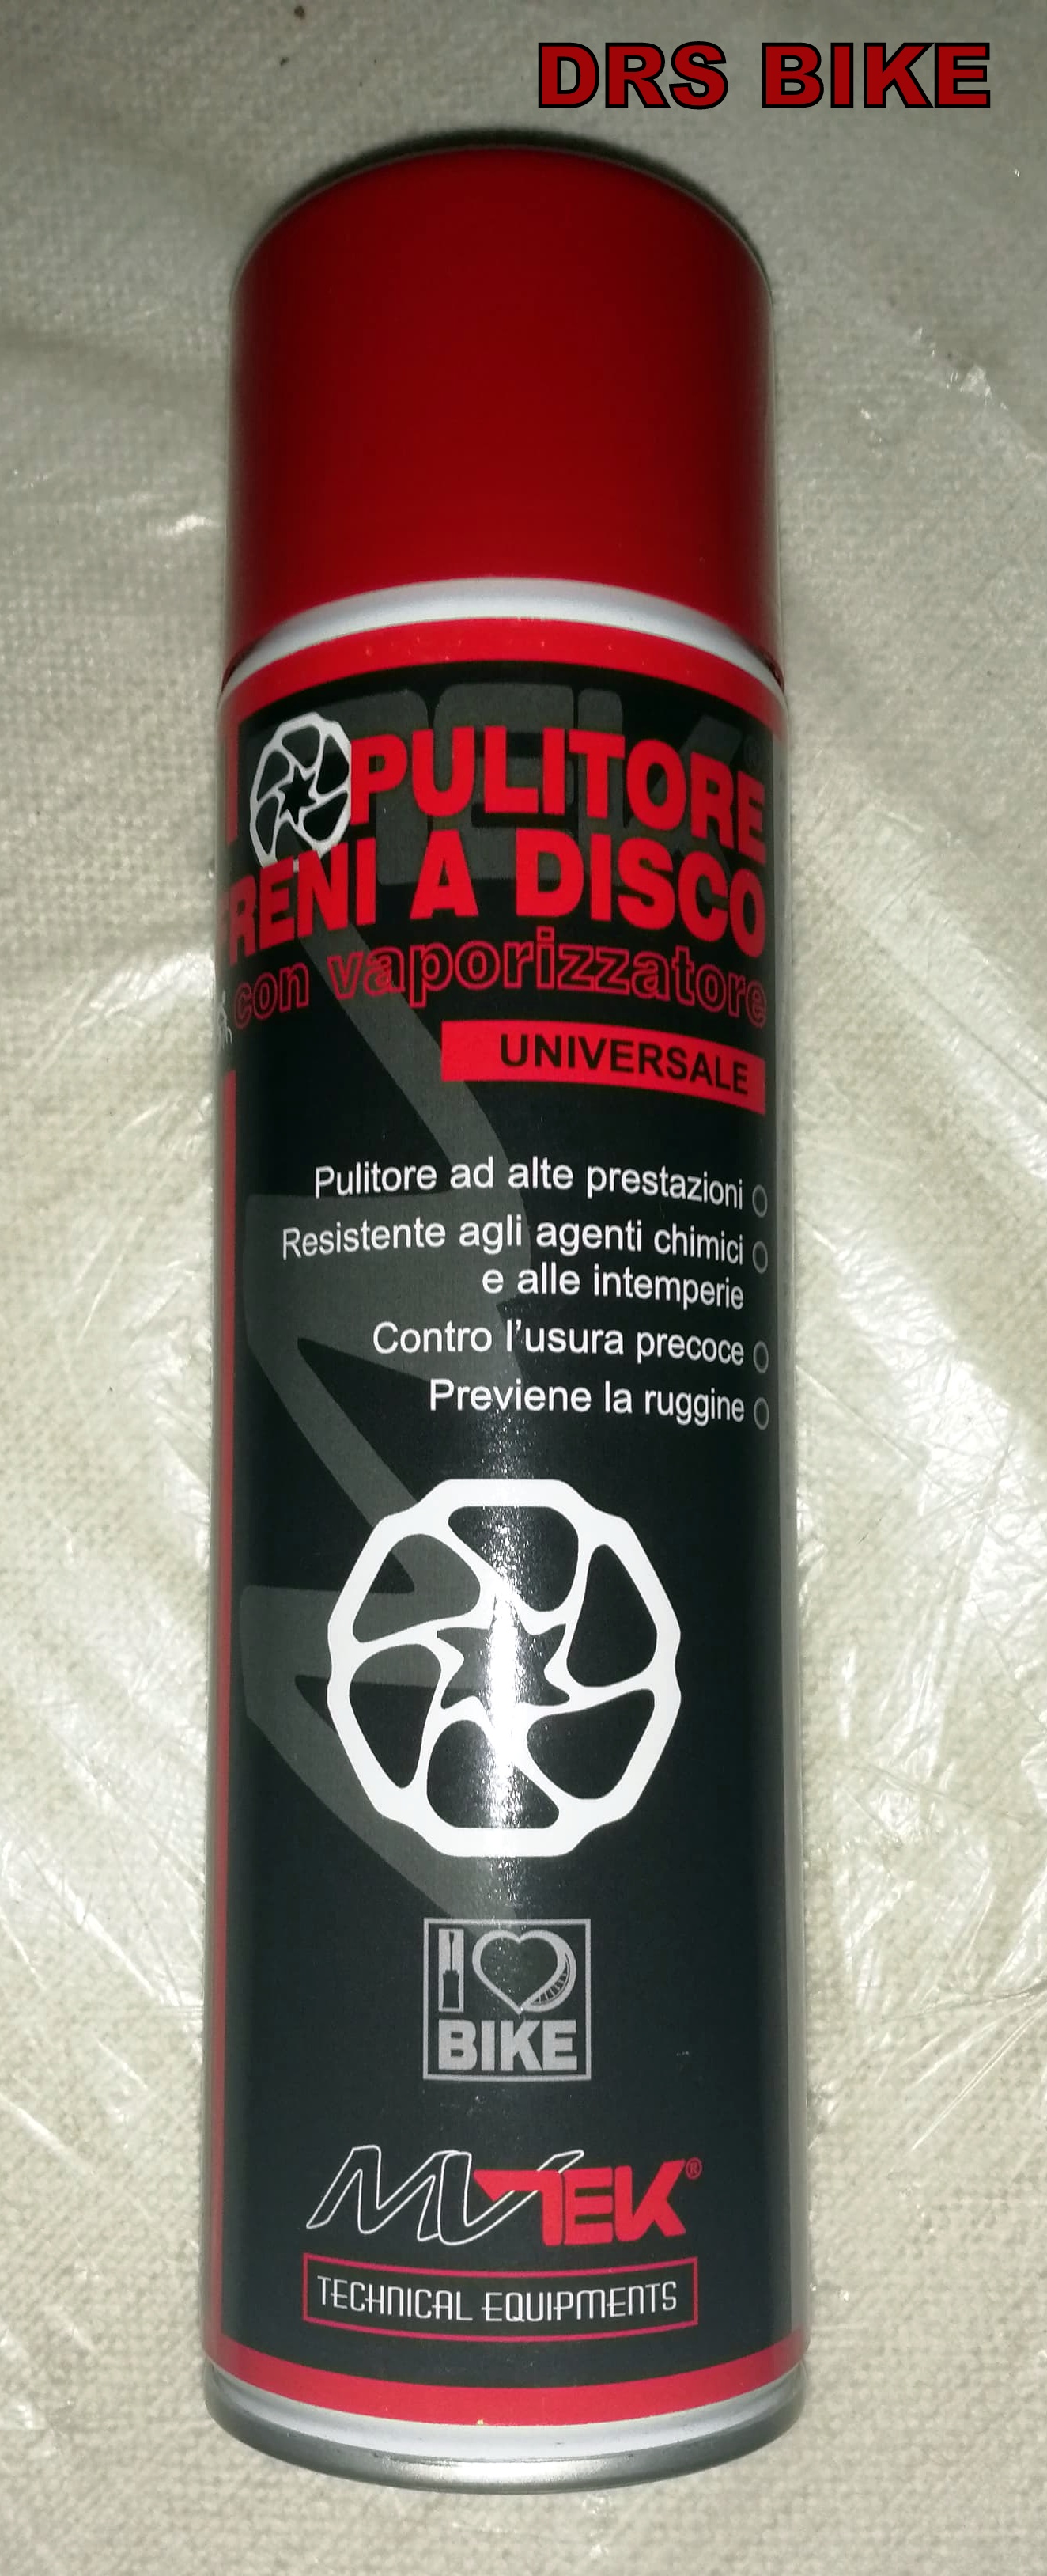 DRS BIKE
PULITORE
FRENI A DISCO
con vaporizzatore
UNIVERSALE
Pulitore ad alte prestazioni
Resistente agli agenti chimici
e alle intemperie
Contro l'usura precoce
Previene la ruggine
I
BIKE
MVTEK®
TECHNICAL EQUIPMENTS